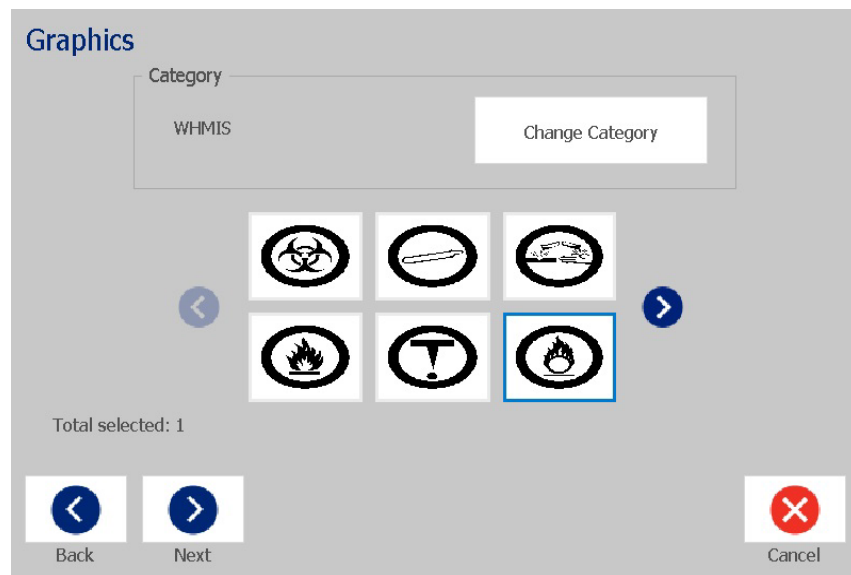 Graphics
Category
WHMIS
Change Category
Total selected: 1
Back
Next
Cancel